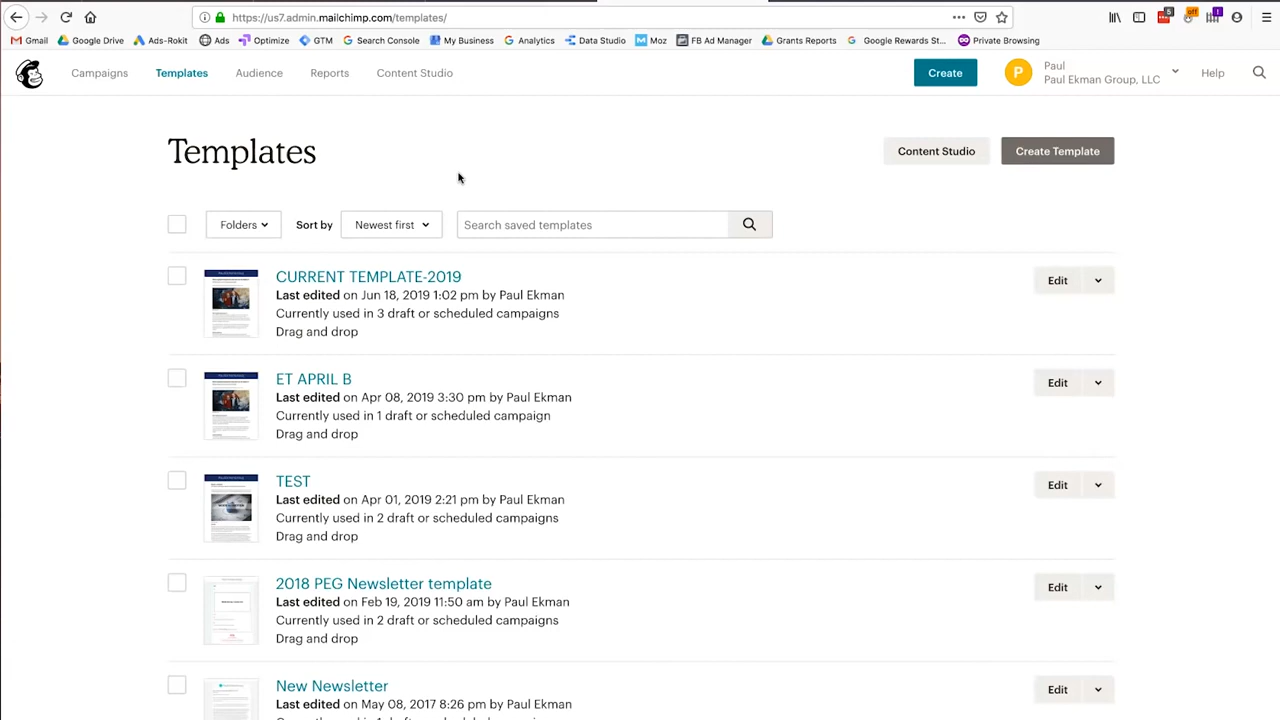 https://us7.admin.mailchimp.com/templates/
5
off
!
Gmail
Google Drive
Ads-Rokit
Ads
Optimize
GTM
Search Console
My Business
Analytics
Data Studio
Moz
FB Ad Manager
Grants Reports
Google Rewards St...
Private Browsing
Campaigns
Templates
Audience
Reports
Content Studio
Create
P
Paul
Paul Ekman Group, LLC
Help
Templates
Content Studio
Create Template
Folders
Sort by
Newest first
Search saved templates
CURRENT TEMPLATE-2019
Last edited on Jun 18, 2019 1:02 pm by Paul Ekman
Currently used in 3 draft or scheduled campaigns
Drag and drop
Edit
ET APRIL B
Last edited on Apr 08, 2019 3:30 pm by Paul Ekman
Currently used in 1 draft or scheduled campaign
Drag and drop
Edit
TEST
Last edited on Apr 01, 2019 2:21 pm by Paul Ekman
Currently used in 2 draft or scheduled campaigns
Drag and drop
Edit
2018 PEG Newsletter template
Last edited on Feb 19, 2019 11:50 am by Paul Ekman
Currently used in 2 draft or scheduled campaigns
Drag and drop
Edit
New Newsletter
Last edited on May 08, 2017 8:26 pm by Paul Ekman
Edit